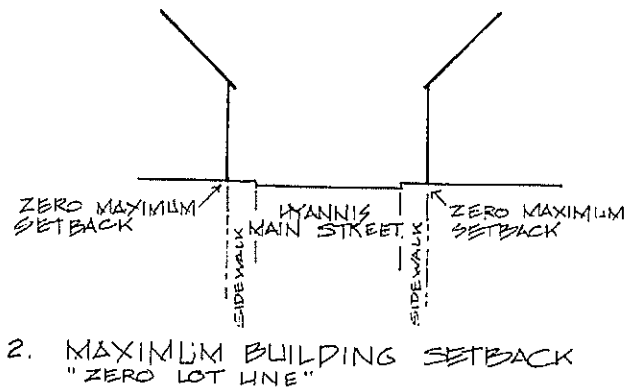 ZERO MAXIMUM
SETBACK
SIDEWALK
HYANNIS
MAIN STREET
SIDEWALK
ZERO MAXIMUM
SETBACK
2. MAXIMUM BUILDING SETBACK
"ZERO LOT LINE"